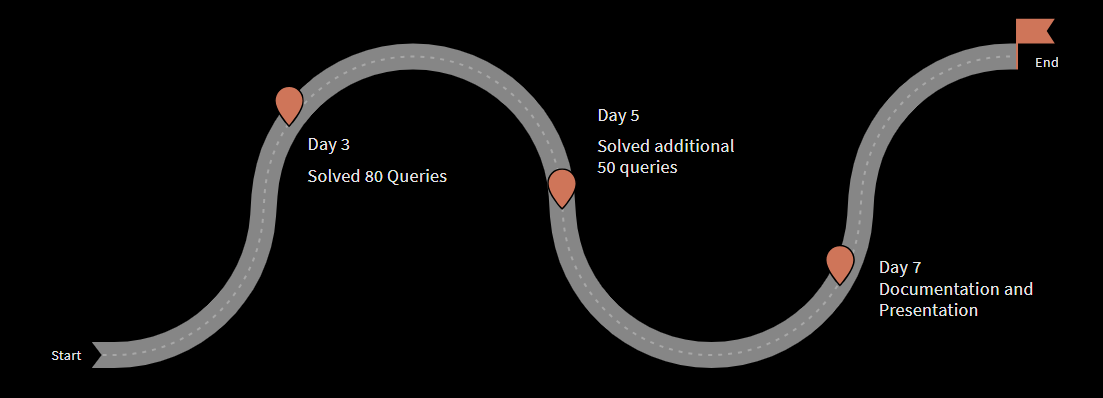 End
Day 3
Solved 80 Queries
Day 5
Solved additional
50 queries
Day 7
Documentation and
Presentation
Start